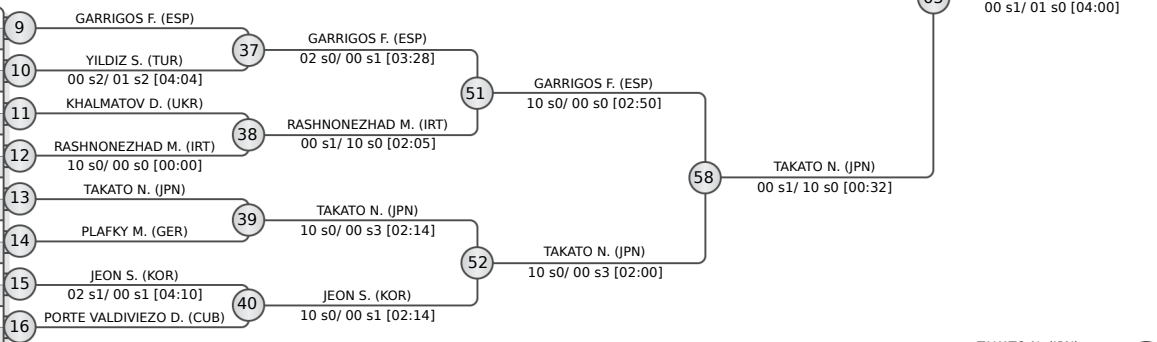 9
GARRIGOS F. (ESP)
10
YILDIZ S. (TUR)
00 s2/ 01 s2 [04:04]
37
GARRIGOS F. (ESP)
02 s0/ 00 s1 [03:28]
11
KHALMATOV D. (UKR)
12
RASHNONEZHAD M. (IRT)
10 s0/ 00 s0 [00:00]
38
RASHNONEZHAD M. (IRT)
00 s1/ 10 s0 [02:05]
51
GARRIGOS F. (ESP)
10 s0/ 00 s0 [02:50]
13
TAKATO N. (JPN)
14
PLAFKY M. (GER)
39
TAKATO N. (JPN)
10 s0/ 00 s3 [02:14]
15
JEON S. (KOR)
02 s1/ 00 s1 [04:10]
16
PORTE VALDIVIEZO D. (CUB)
40
JEON S. (KOR)
10 s0/ 00 s1 [02:14]
52
TAKATO N. (JPN)
10 s0/ 00 s3 [02:00]
58
TAKATO N. (JPN)
00 s1/ 10 s0 [00:32]
00 s1/ 01 s0 [04:00]